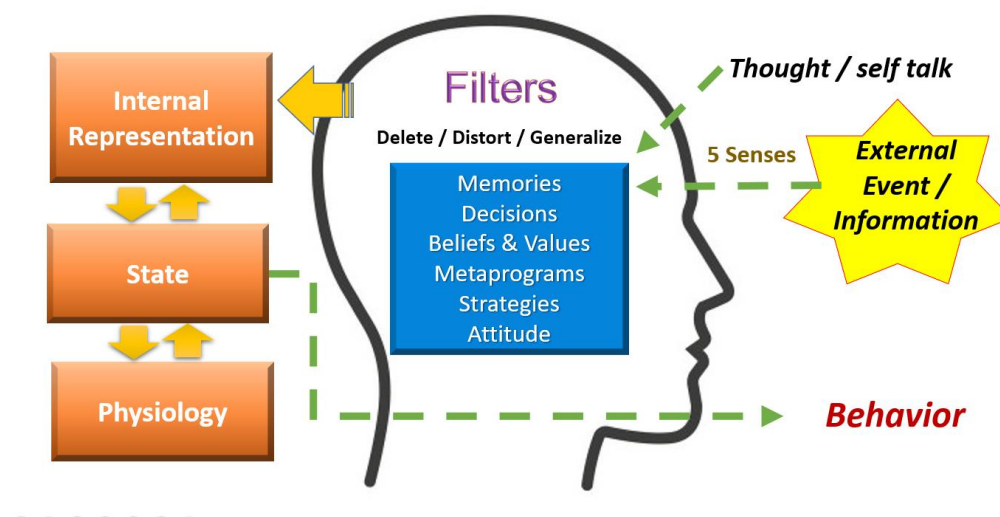 Filters
Delete / Distort / Generalize
Memories
Decisions
Beliefs & Values
Metaprograms
Strategies
Attitude
Thought / self talk
5 Senses
External
Event /
Information
Internal
Representation
State
Physiology
Behavior